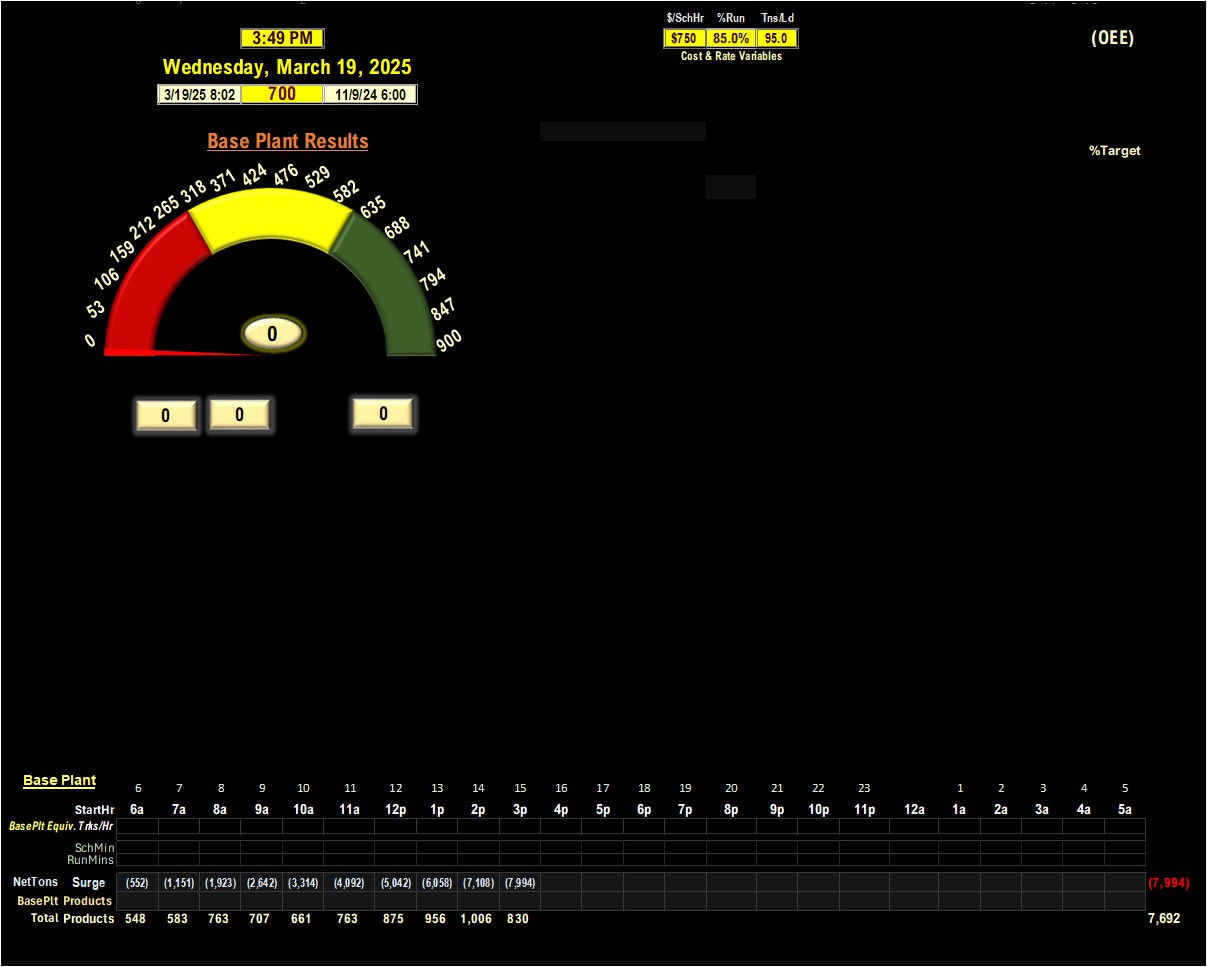 $/SchHr %Run Tns/Ld
3:49 PM
$750 85.0% 95.0
(OEE)
Cost & Rate Variables
Wednesday, March 19, 2025
3/19/25 8:02 700 11/9/24 6:00
Base Plant Results
%Target
0 53 106 159 212 265 318 371 424 476 529 582 635 688 741 794 847 900
0
0 0 0
Base Plant
6 7 8 9 10 11 12 13 14 15 16 17 18 19 20 21 22 23 1 2 3 4 5
StartHr 6a 7a 8a 9a 10a 11a 12p 1p 2p 3p 4p 5p 6p 7p 8p 9p 10p 11p 12a 1a 2a 3a 4a 5a
BasePlt Equiv. Trks/Hr
SchMin
RunMins
NetTons Surge (552) (1,151) (1,923) (2,642) (3,314) (4,092) (5,042) (6,058) (7,108) (7,994) (7,994)
BasePlt Products
Total Products 548 583 763 707 661 763 875 956 1,006 830 7,692